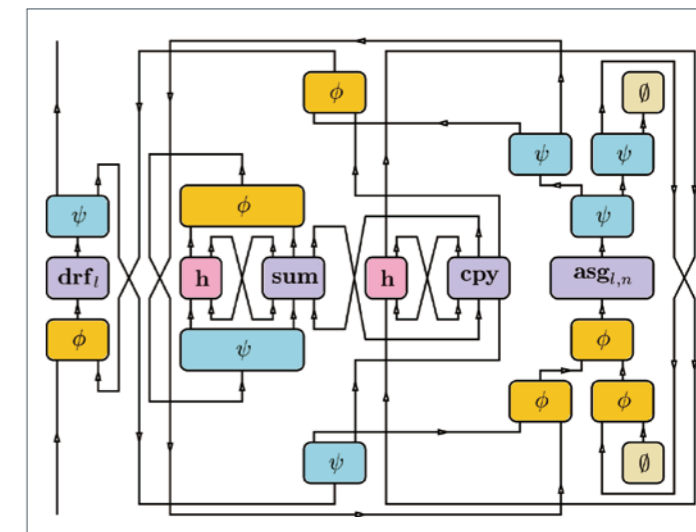 ϕ ∅
ψ ψ
ϕ
ψ ψ
drf_l h sum h cpy asg_{l,n}
ϕ ψ ϕ
ϕ ϕ
ψ ∅